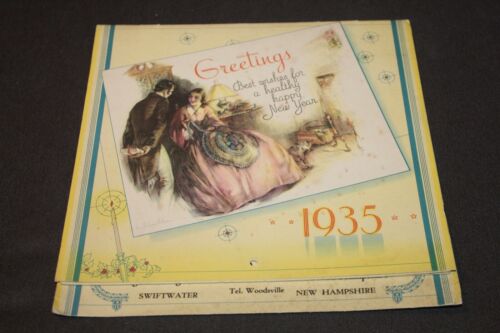 Greetings
Best wishes for
a healthy
happy
New Year.
1935
SWIFTWATER Tel. Woodsville NEW HAMPSHIRE